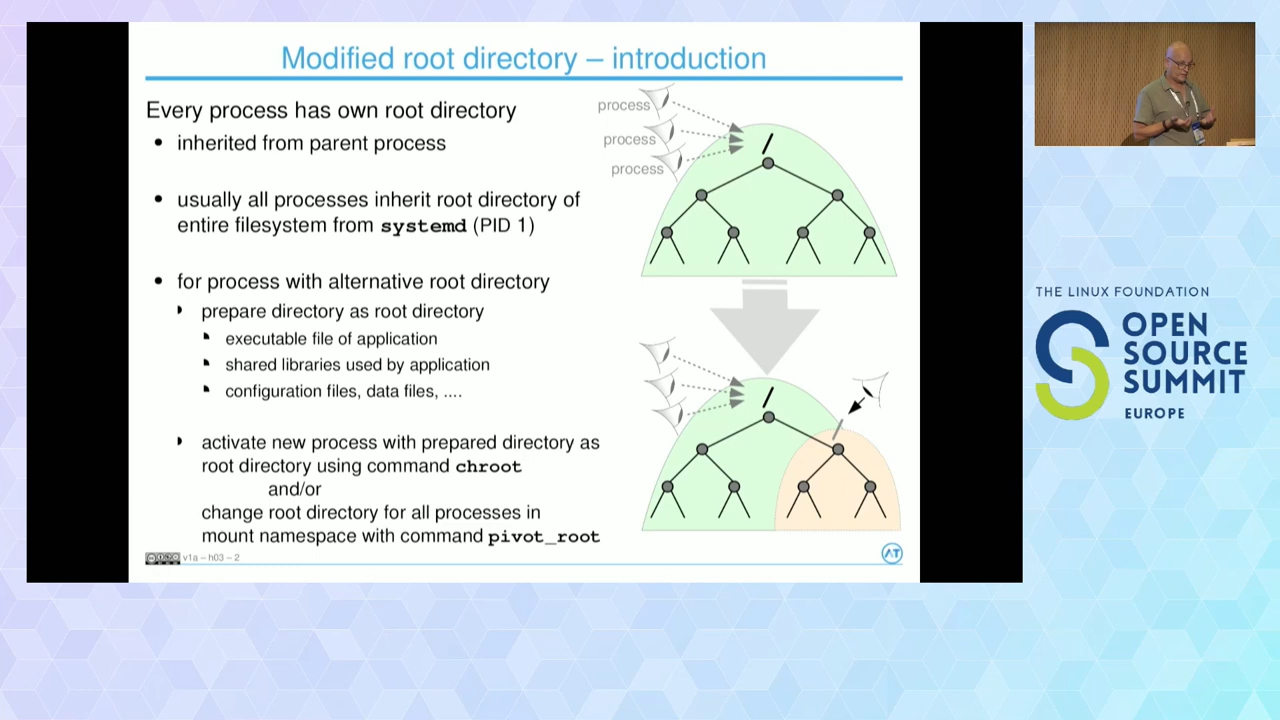 Modified root directory – introduction
Every process has own root directory
• inherited from parent process
• usually all processes inherit root directory of
entire filesystem from systemd (PID 1)
• for process with alternative root directory
prepare directory as root directory
executable file of application
shared libraries used by application
configuration files, data files, ....
activate new process with prepared directory as
root directory using command chroot
and/or
change root directory for all processes in
mount namespace with command pivot_root
v1a – h03 – 2
process
process
process
/
/
/
AT
THE LINUX FOUNDATION
OPEN
SOURCE
SUMMIT
EUROPE